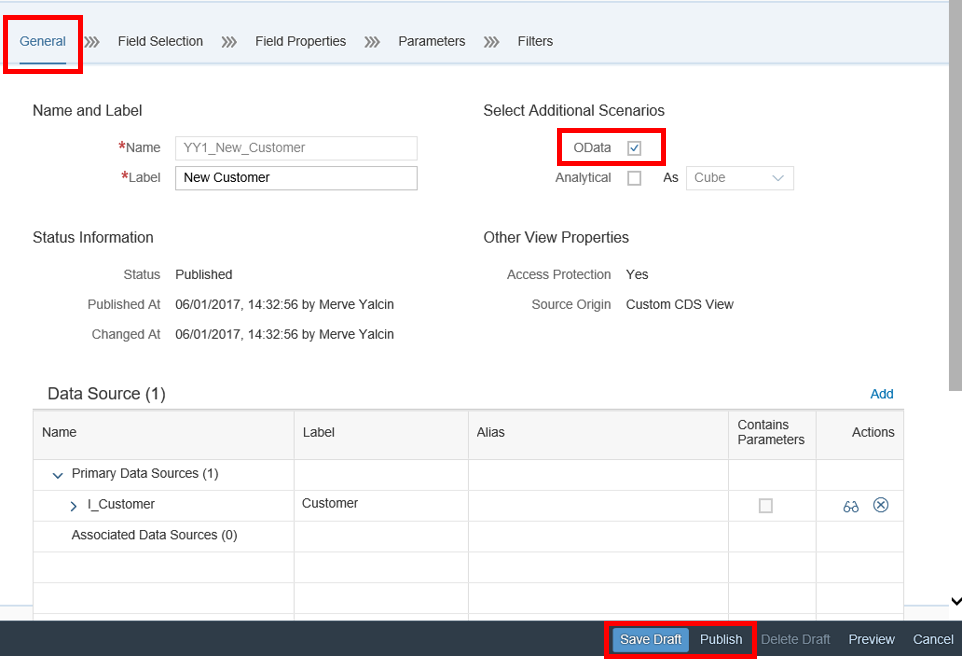 General Field Selection Field Properties Parameters Filters
Name and Label
*Name YY1_New_Customer
*Label New Customer
Select Additional Scenarios
OData
Analytical As Cube
Status Information
Status Published
Published At 06/01/2017, 14:32:56 by Merve Yalcin
Changed At 06/01/2017, 14:32:56 by Merve Yalcin
Other View Properties
Access Protection Yes
Source Origin Custom CDS View
Data Source (1) Add
Name Label Alias Contains Parameters Actions
Primary Data Sources (1)
I_Customer Customer
Associated Data Sources (0)
Save Draft Publish Delete Draft Preview Cancel